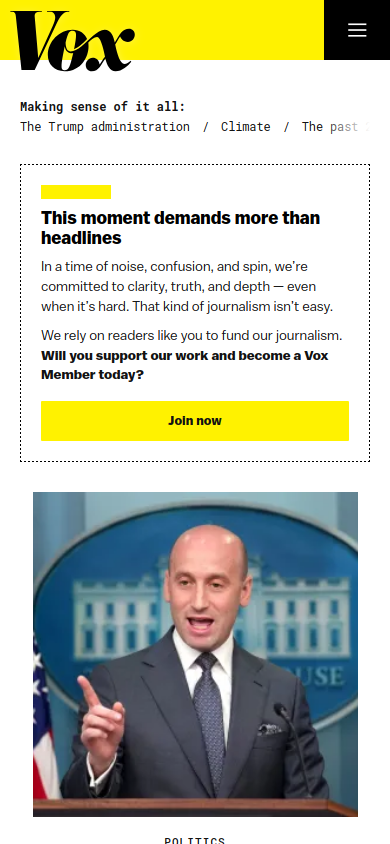 Vox
Making sense of it all:
The Trump administration / Climate / The past
This moment demands more than
headlines
In a time of noise, confusion, and spin, we're
committed to clarity, truth, and depth — even
when it's hard. That kind of journalism isn't easy.
We rely on readers like you to fund our journalism.
Will you support our work and become a Vox
Member today?
Join now
USE
POLITICS